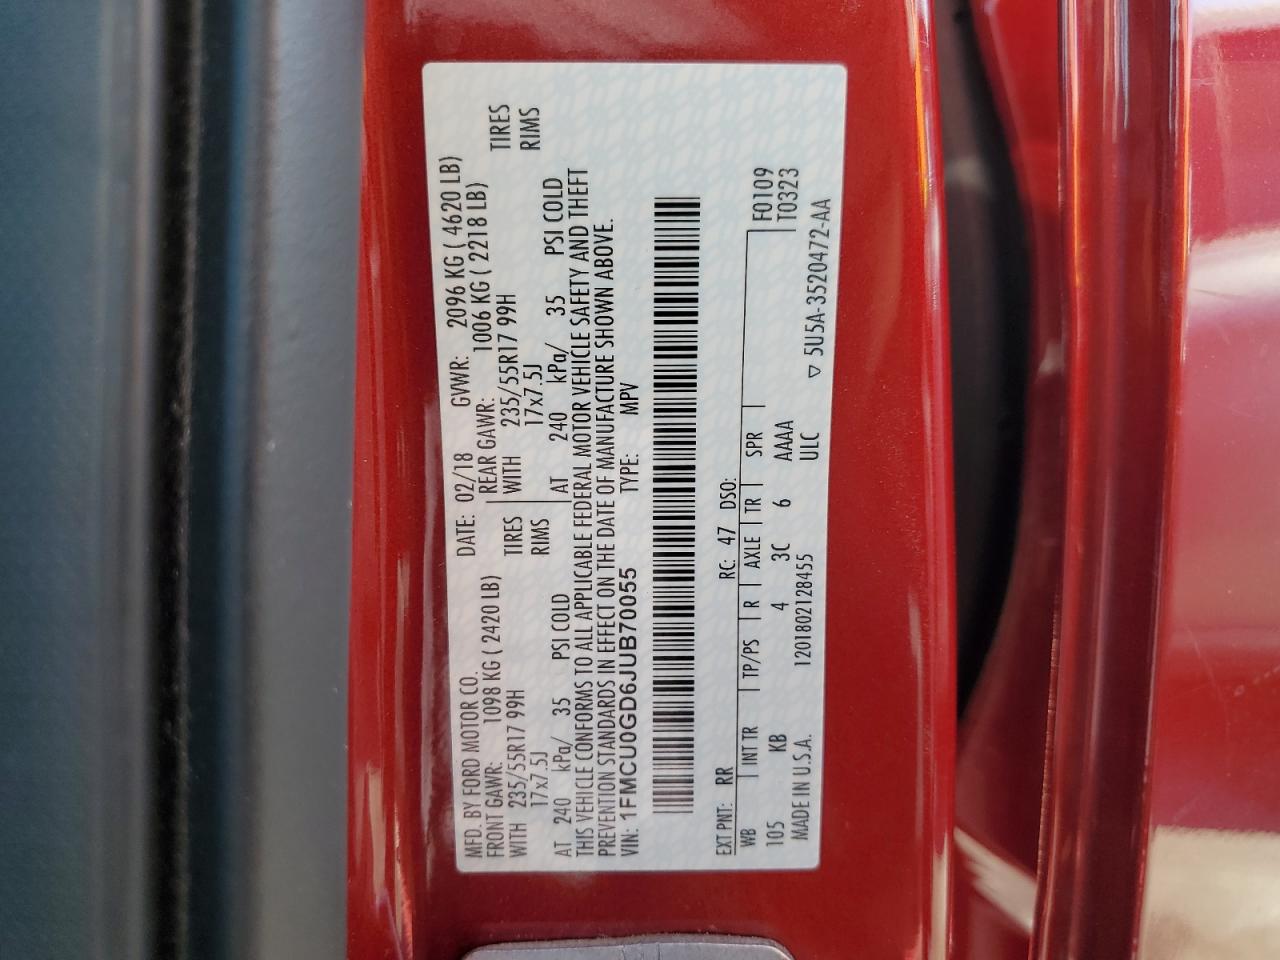 MFD. BY FORD MOTOR CO. DATE: 02/18 GVWR: 2096 KG ( 4620 LB)
FRONT GAWR: 1098 KG ( 2420 LB) REAR GAWR: 1006 KG ( 2218 LB)
WITH 235/55R17 99H TIRES WITH 235/55R17 99H TIRES
17x7.5J RIMS 17x7.5J RIMS
AT 240 kPa/ 35 PSI COLD AT 240 kPa/ 35 PSI COLD
THIS VEHICLE CONFORMS TO ALL APPLICABLE FEDERAL MOTOR VEHICLE SAFETY AND THEFT
PREVENTION STANDARDS IN EFFECT ON THE DATE OF MANUFACTURE SHOWN ABOVE.
VIN: 1FMCU0GD6JUB70055 TYPE: MPV
EXT PNT: RR RC: 47 DSO:
WB INT TR TP/PS R AXLE TR SPR F0109
105 KB 4 3C 6 AAAA T0323
MADE IN U.S.A. 1201802128455 ULC
▽ 5U5A-3520472-AA